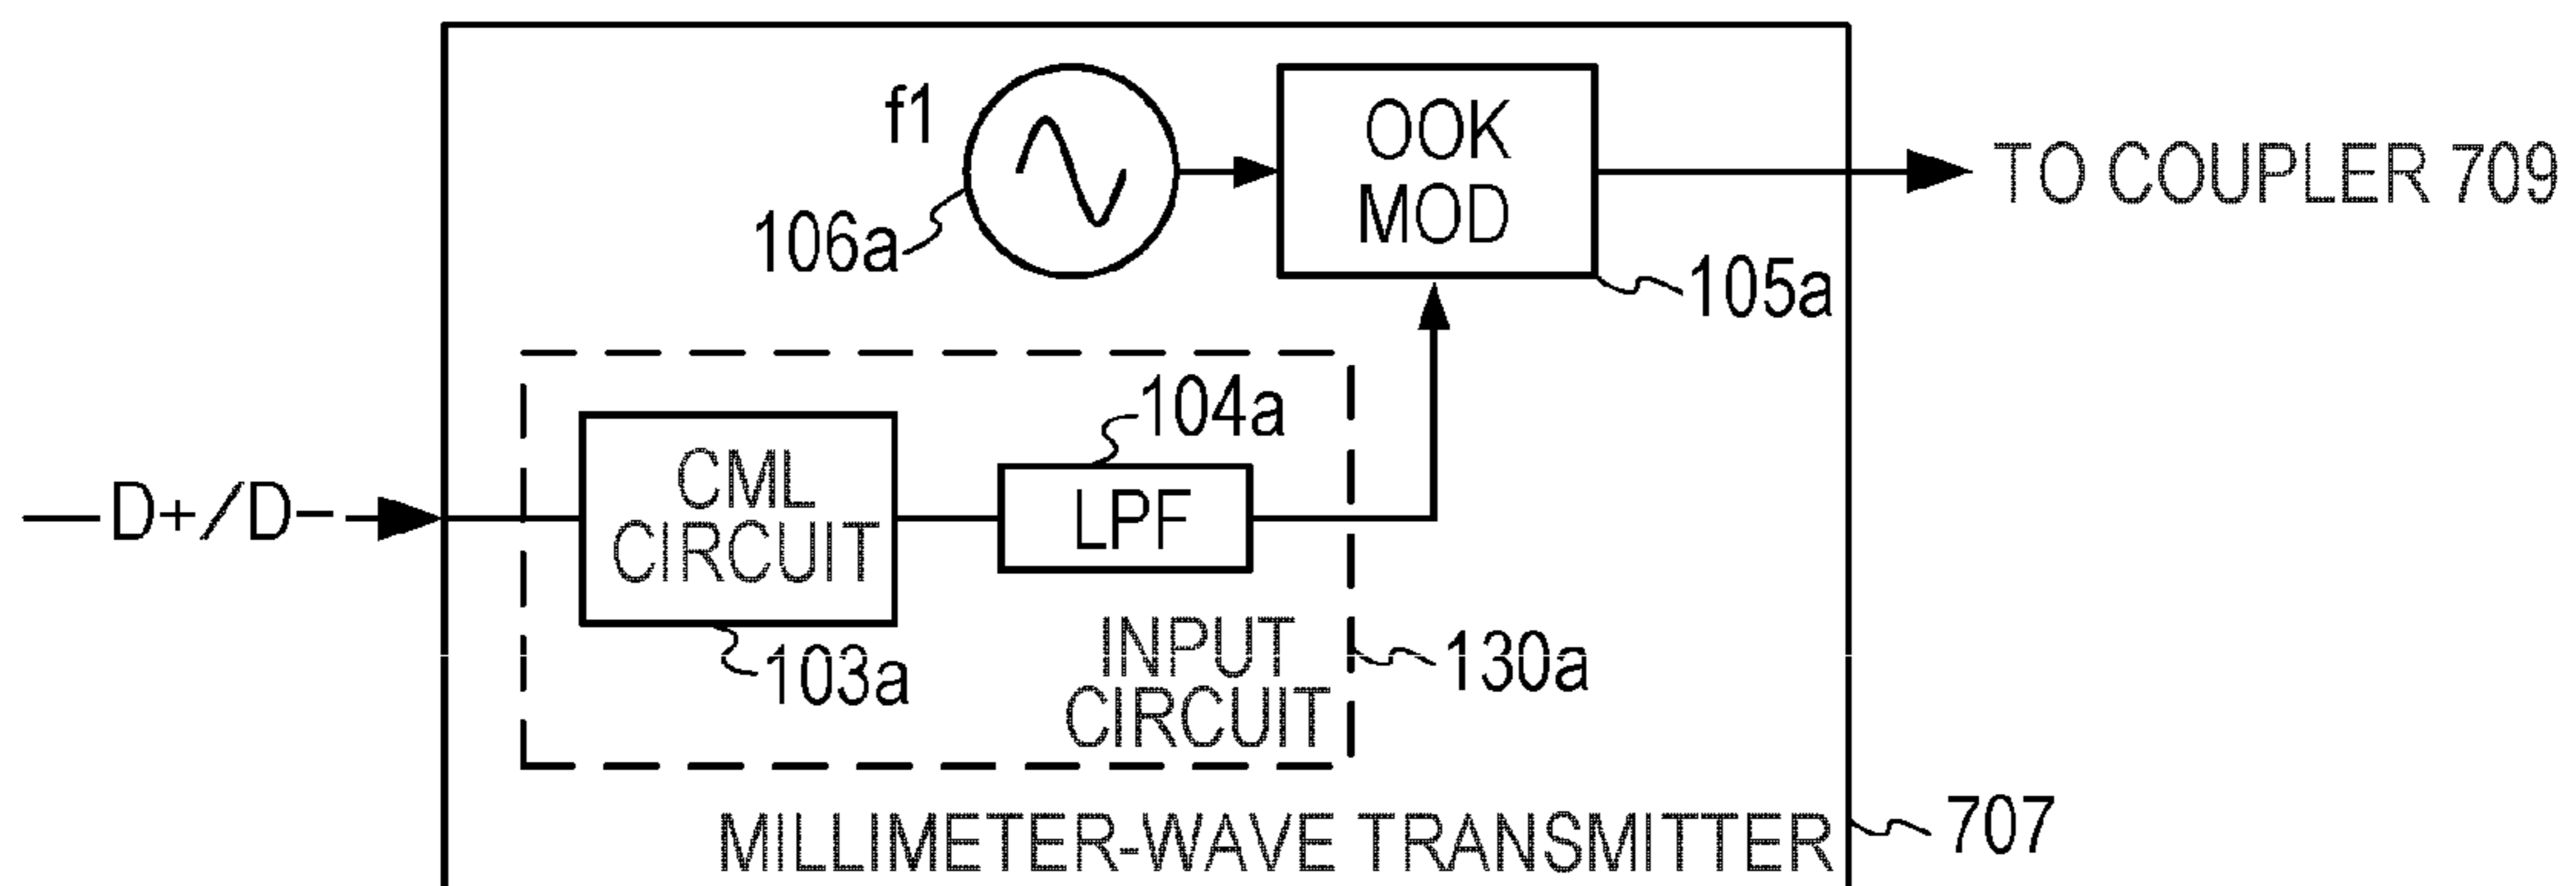 f1
OOK
MOD
TO COUPLER 709
106a
105a
104a
CML
CIRCUIT
LPF
—D+/D-
103a
INPUT
CIRCUIT
130a
MILLIMETER-WAVE TRANSMITTER
707